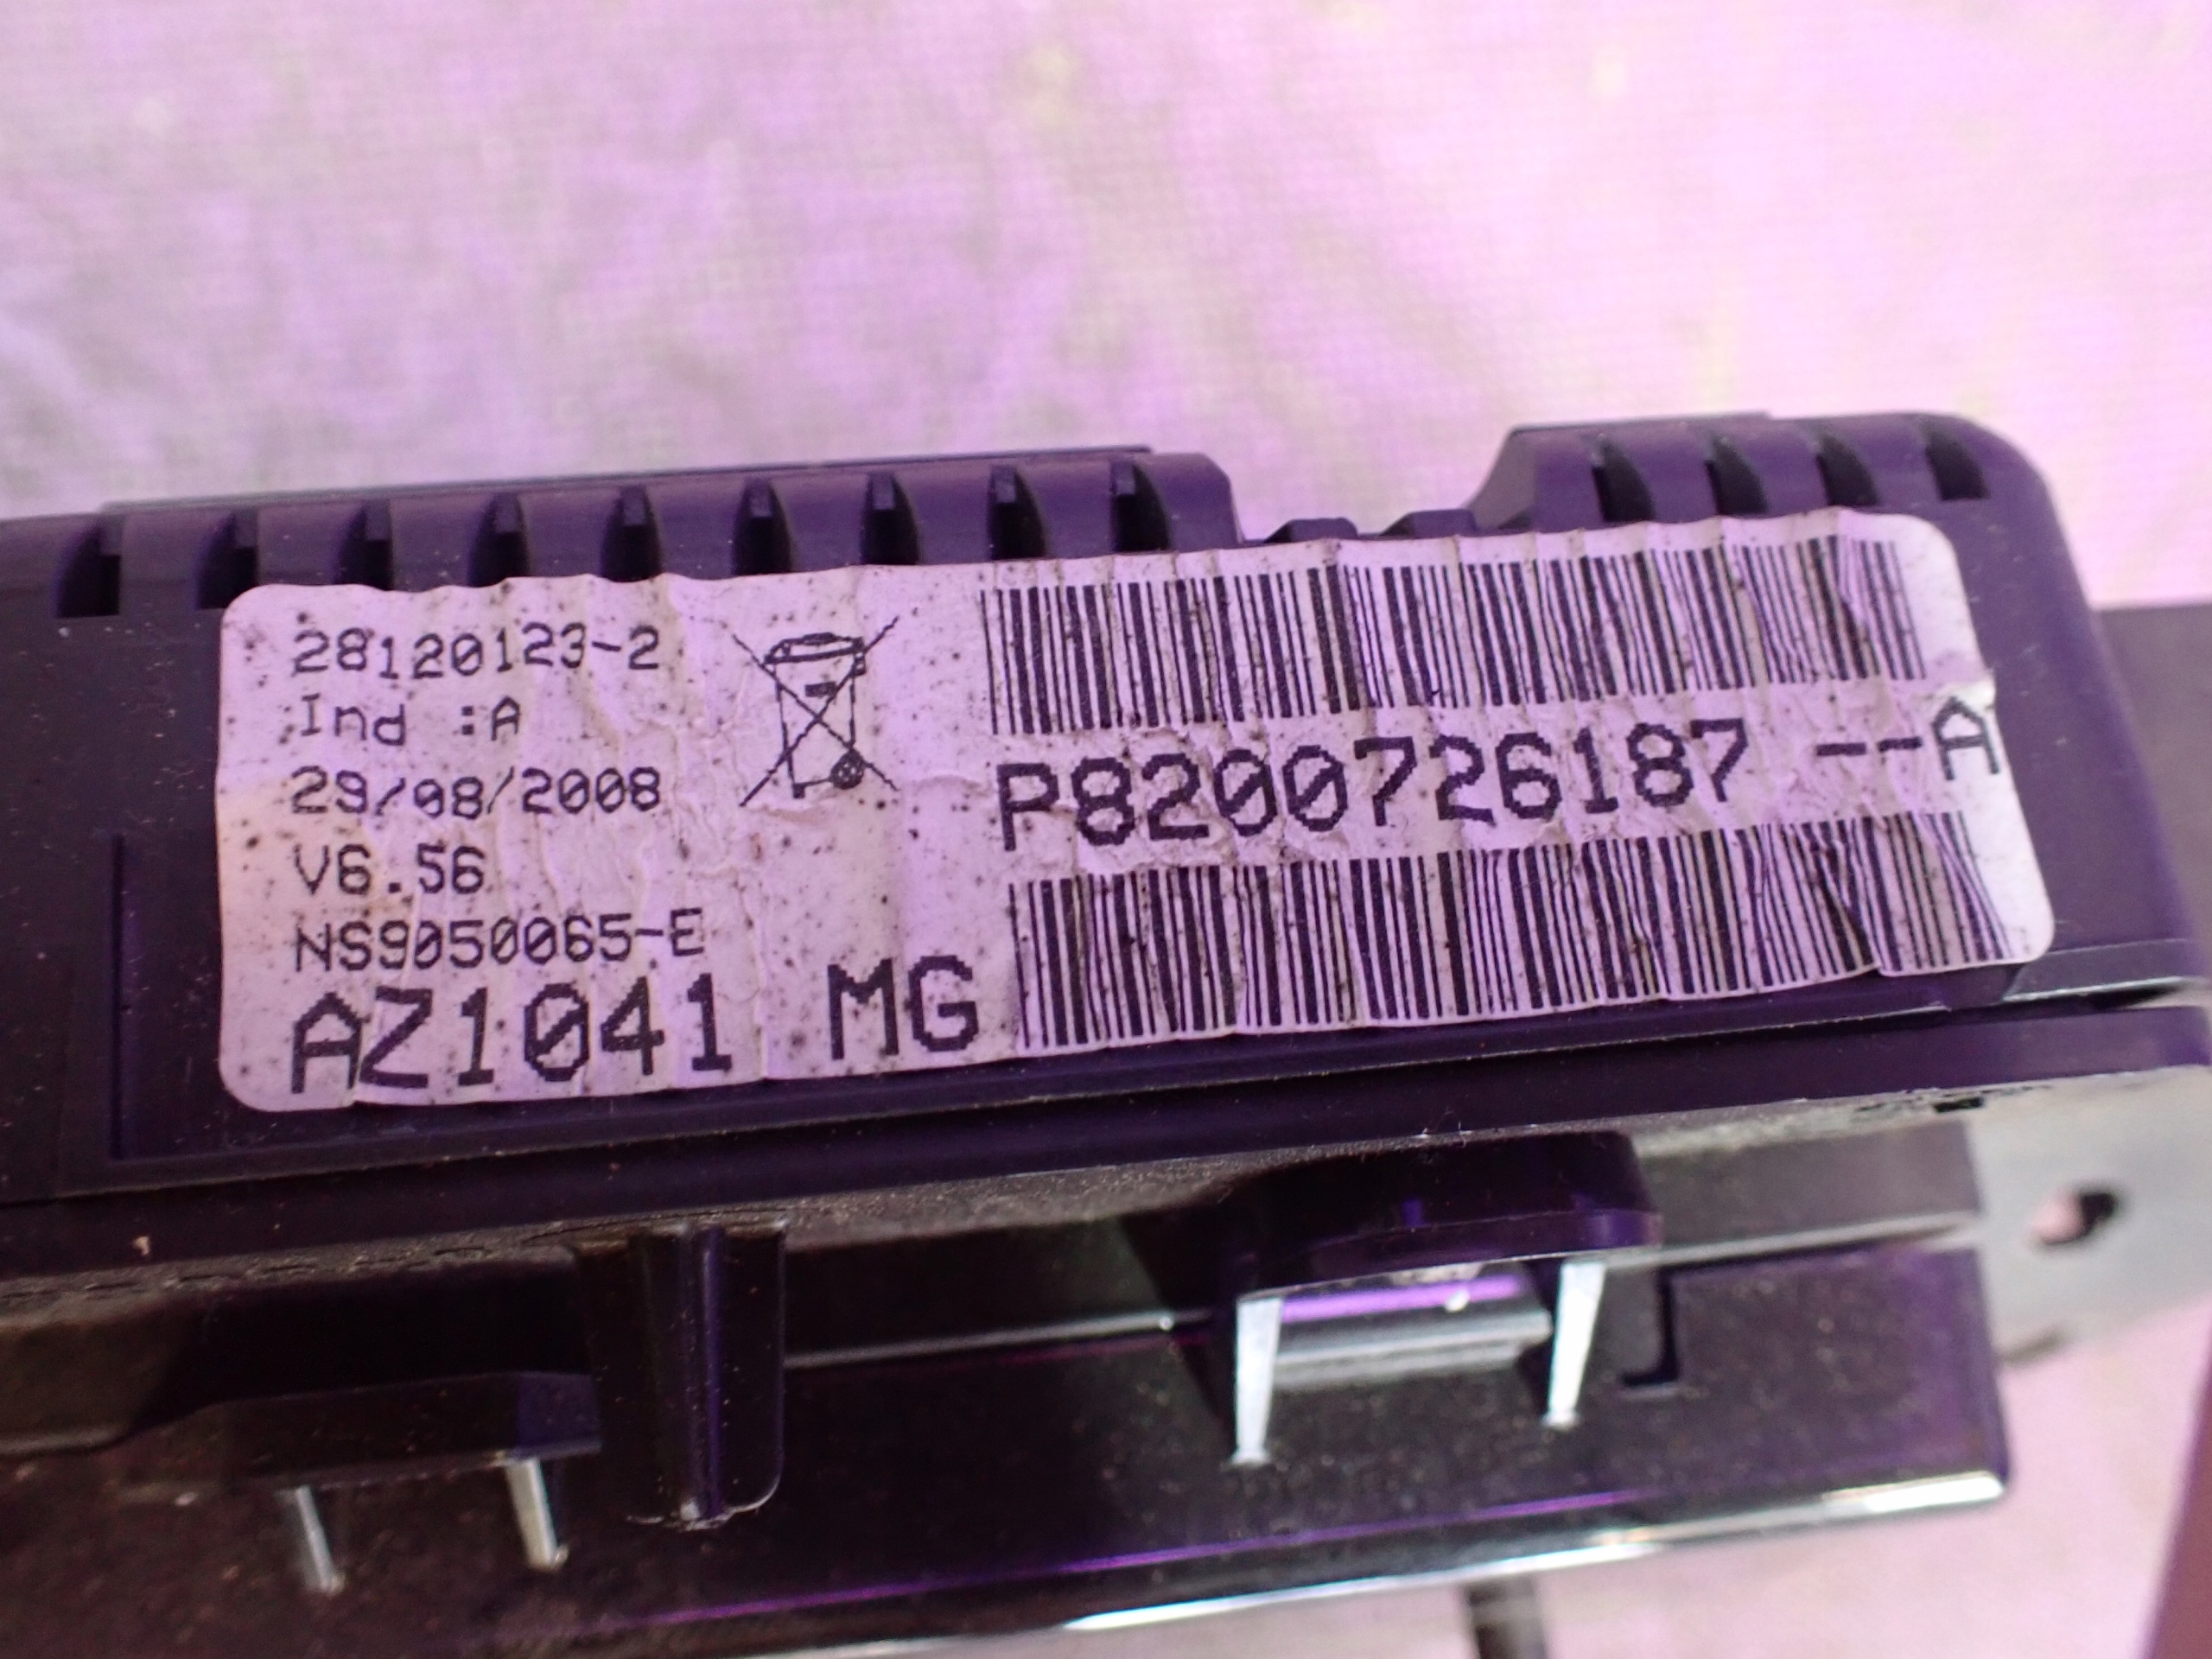 28120123-2
Ind :A
29/08/2008
V6.56
NS9050065-E
AZ1041 MG
P8200726187 --A